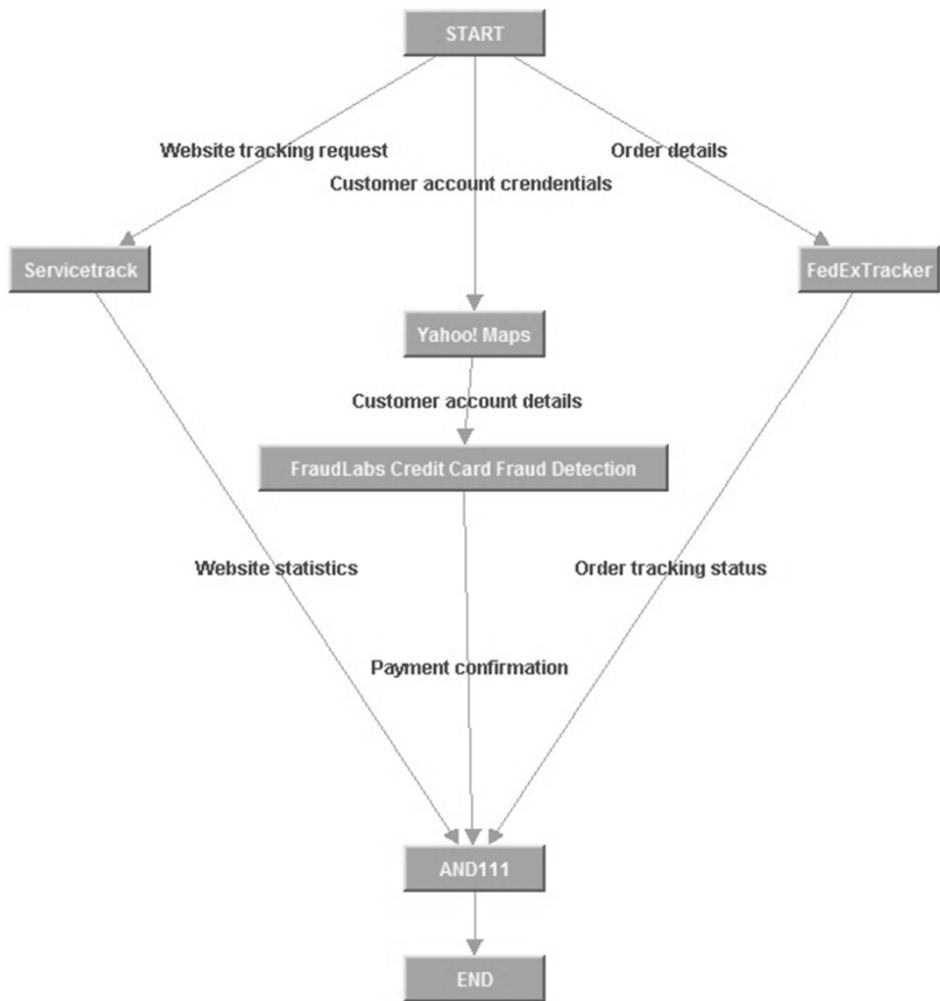 START
Website tracking request
Order details
Customer account crendentials
Servicetrack
FedExTracker
Yahoo! Maps
Customer account details
FraudLabs Credit Card Fraud Detection
Website statistics
Order tracking status
Payment confirmation
AND111
END